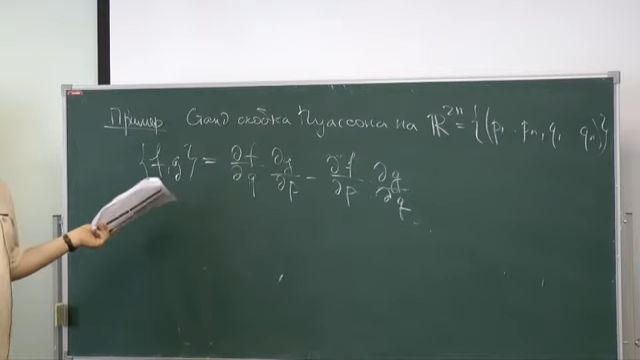 Пример. Станд скобка Пуассона на ℝ²ⁿ = {(p₁ .. pₙ, q₁ qₙ)}
{f, g} = ∂f/∂q · ∂g/∂p − ∂f/∂p · ∂g/∂q